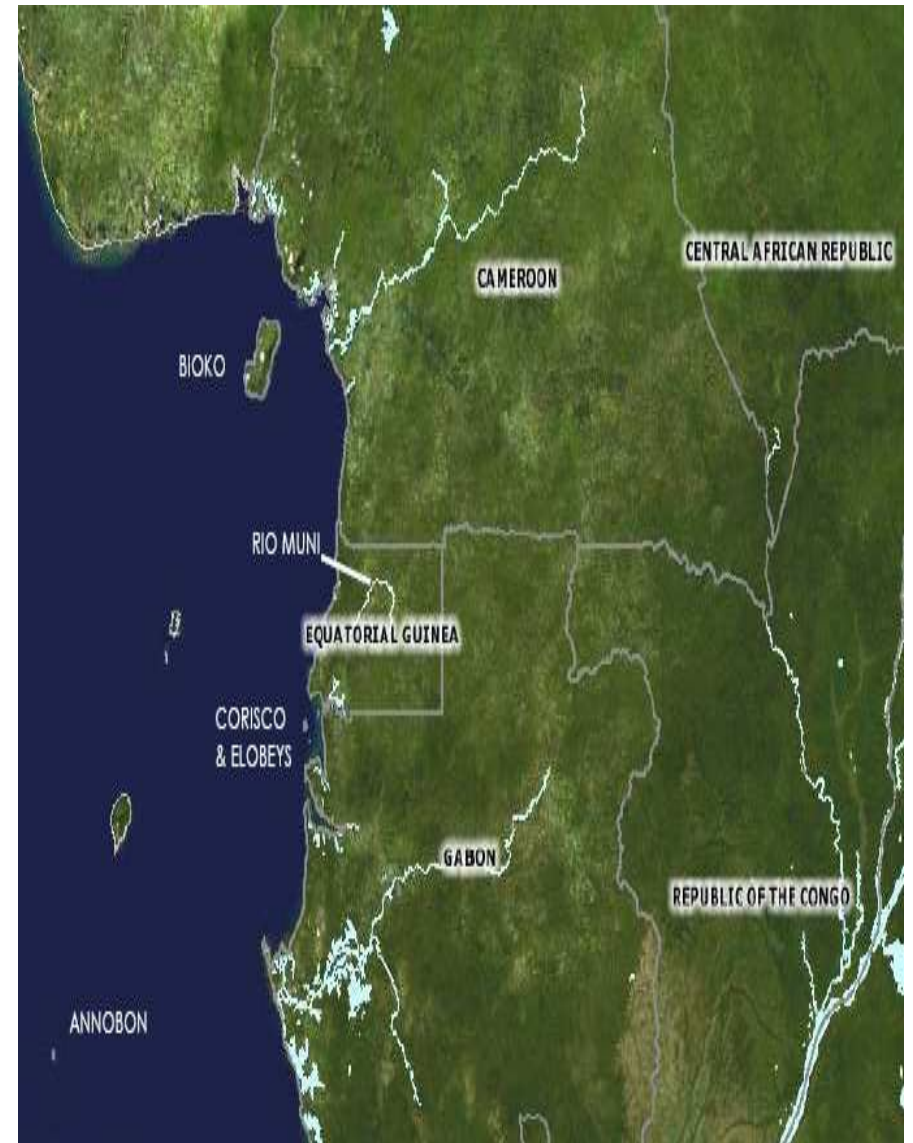 CENTRAL AFRICAN REPUBLIC
CAMEROON
BIOKO
RIO MUNI
EQUATORIAL GUINEA
CORISCO
& ELOBEYS
GABON
REPUBLIC OF THE CONGO
ANNOBON